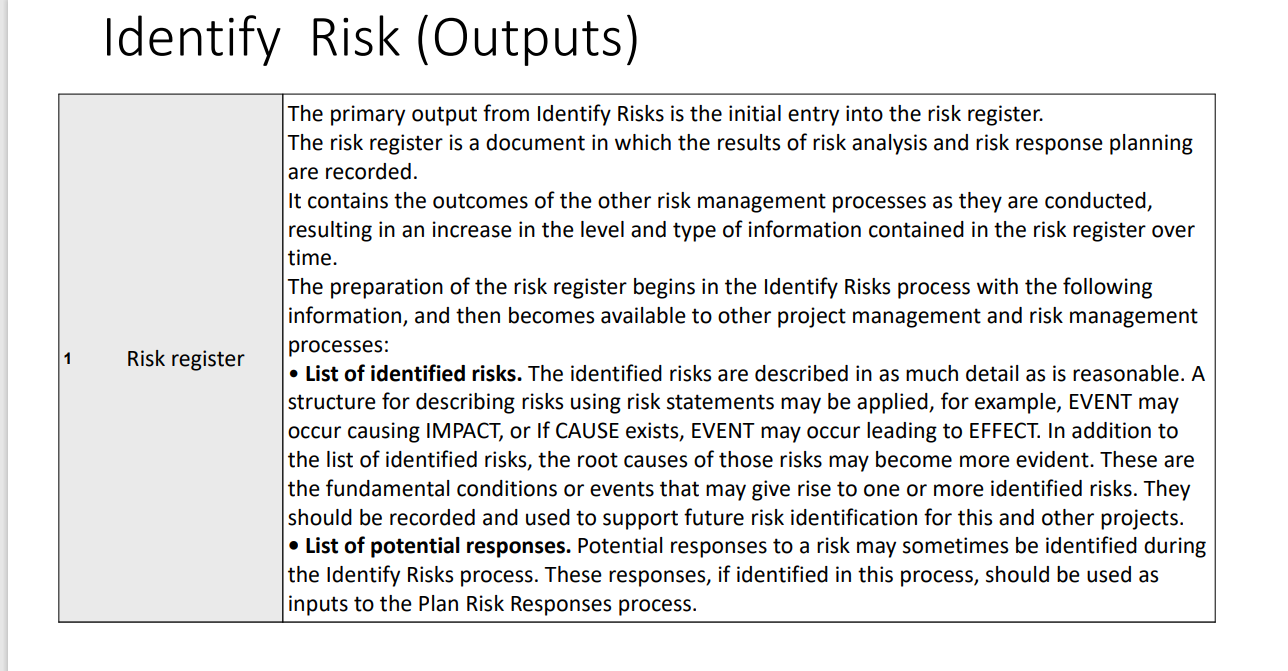 Identify  Risk (Outputs)
The primary output from Identify Risks is the initial entry into the risk register.
The risk register is a document in which the results of risk analysis and risk response planning
are recorded.
It contains the outcomes of the other risk management processes as they are conducted,
resulting in an increase in the level and type of information contained in the risk register over
time.
The preparation of the risk register begins in the Identify Risks process with the following
information, and then becomes available to other project management and risk management
processes:
1 Risk register
• List of identified risks. The identified risks are described in as much detail as is reasonable. A
structure for describing risks using risk statements may be applied, for example, EVENT may
occur causing IMPACT, or If CAUSE exists, EVENT may occur leading to EFFECT. In addition to
the list of identified risks, the root causes of those risks may become more evident. These are
the fundamental conditions or events that may give rise to one or more identified risks. They
should be recorded and used to support future risk identification for this and other projects.
• List of potential responses. Potential responses to a risk may sometimes be identified during
the Identify Risks process. These responses, if identified in this process, should be used as
inputs to the Plan Risk Responses process.